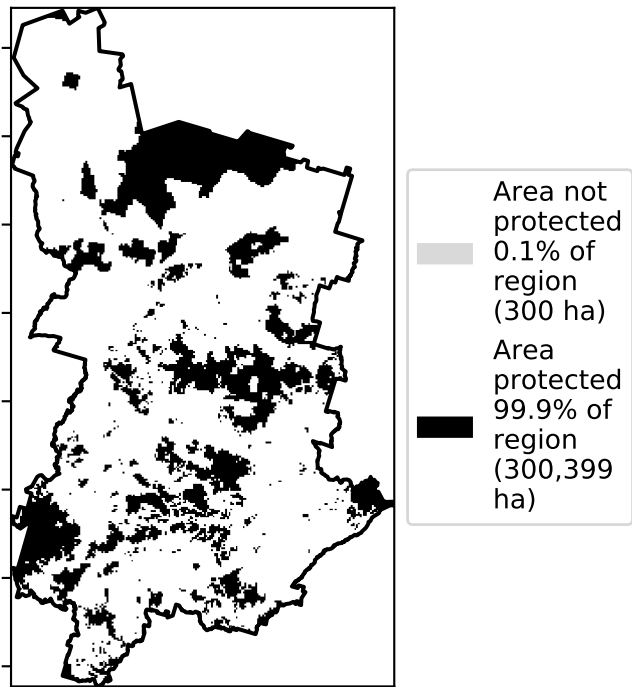 Area not
protected
0.1% of
region
(300 ha)
Area
protected
99.9% of
region
(300,399
ha)